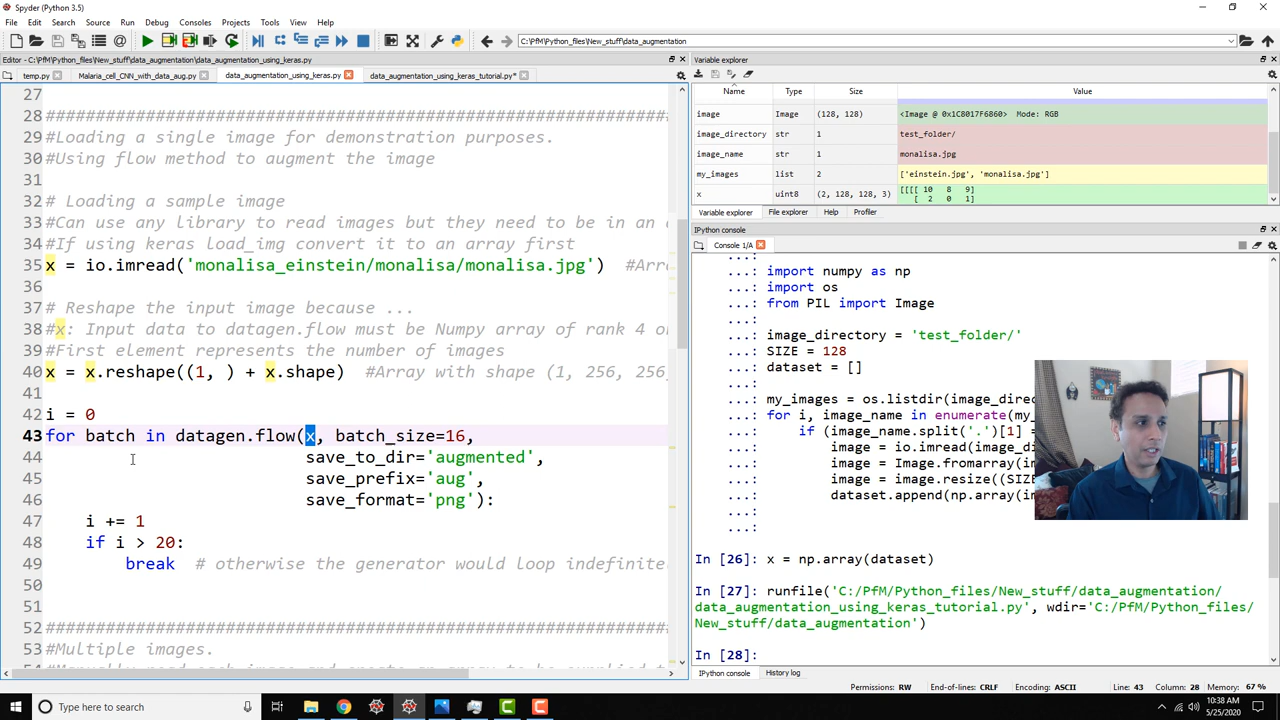 Spyder (Python 3.5)
File Edit Search Source Run Debug Consoles Projects Tools View Help
C:\PfM\Python_files\New_stuff\data_augmentation
Editor - C:\PfM\Python_files\New_stuff\data_augmentation\data_augmentation_using_keras.py
temp.py Malaria_cell_CNN_with_data_aug.py data_augmentation_using_keras.py data_augmentation_using_keras_tutorial.py*
27
28 ###############################################################
29 #Loading a single image for demonstration purposes.
30 #Using flow method to augment the image
31
32 # Loading a sample image
33 #Can use any library to read images but they need to be in an
34 #If using keras load_img convert it to an array first
35 x = io.imread('monalisa_einstein/monalisa/monalisa.jpg') #Arr
36
37 # Reshape the input image because ...
38 #x: Input data to datagen.flow must be Numpy array of rank 4 o
39 #First element represents the number of images
40 x = x.reshape((1, ) + x.shape) #Array with shape (1, 256, 256,
41
42 i = 0
43 for batch in datagen.flow(x, batch_size=16,
44 save_to_dir='augmented',
45 save_prefix='aug',
46 save_format='png'):
47 i += 1
48 if i > 20:
49 break # otherwise the generator would loop indefinite
50
51
52 ###############################################################
53 #Multiple images.
Variable explorer
Name Type Size Value
image Image (128, 128) <Image @ 0x1C8017F6860> Mode: RGB
image_directory str 1 test_folder/
image_name str 1 monalisa.jpg
my_images list 2 ['einstein.jpg', 'monalisa.jpg']
x uint8 (2, 128, 128, 3) [[[[ 10 8 9]
[ 2 0 1]
Variable explorer File explorer Help Profiler
IPython console
Console 1/A
...:
...: import numpy as np
...: import os
...: from PIL import Image
...:
...: image_directory = 'test_folder/'
...: SIZE = 128
...: dataset = []
...:
...: my_images = os.listdir(image_dire
...: for i, image_name in enumerate(my_
...: if (image_name.split('.')[1] =
...: image = io.imread(image_di
...: image = Image.fromarray(im
...: image = image.resize((SIZE
...: dataset.append(np.array(im
...:
...:
In [26]: x = np.array(dataset)
In [27]: runfile('C:/PfM/Python_files/New_stuff/data_augmentation/
data_augmentation_using_keras_tutorial.py', wdir='C:/PfM/Python_files/
New_stuff/data_augmentation')
In [28]:
IPython console History log
Permissions: RW End-of-lines: CRLF Encoding: ASCII Line: 43 Column: 28 Memory: 67 %
Type here to search
10:38 AM
5/25/2020